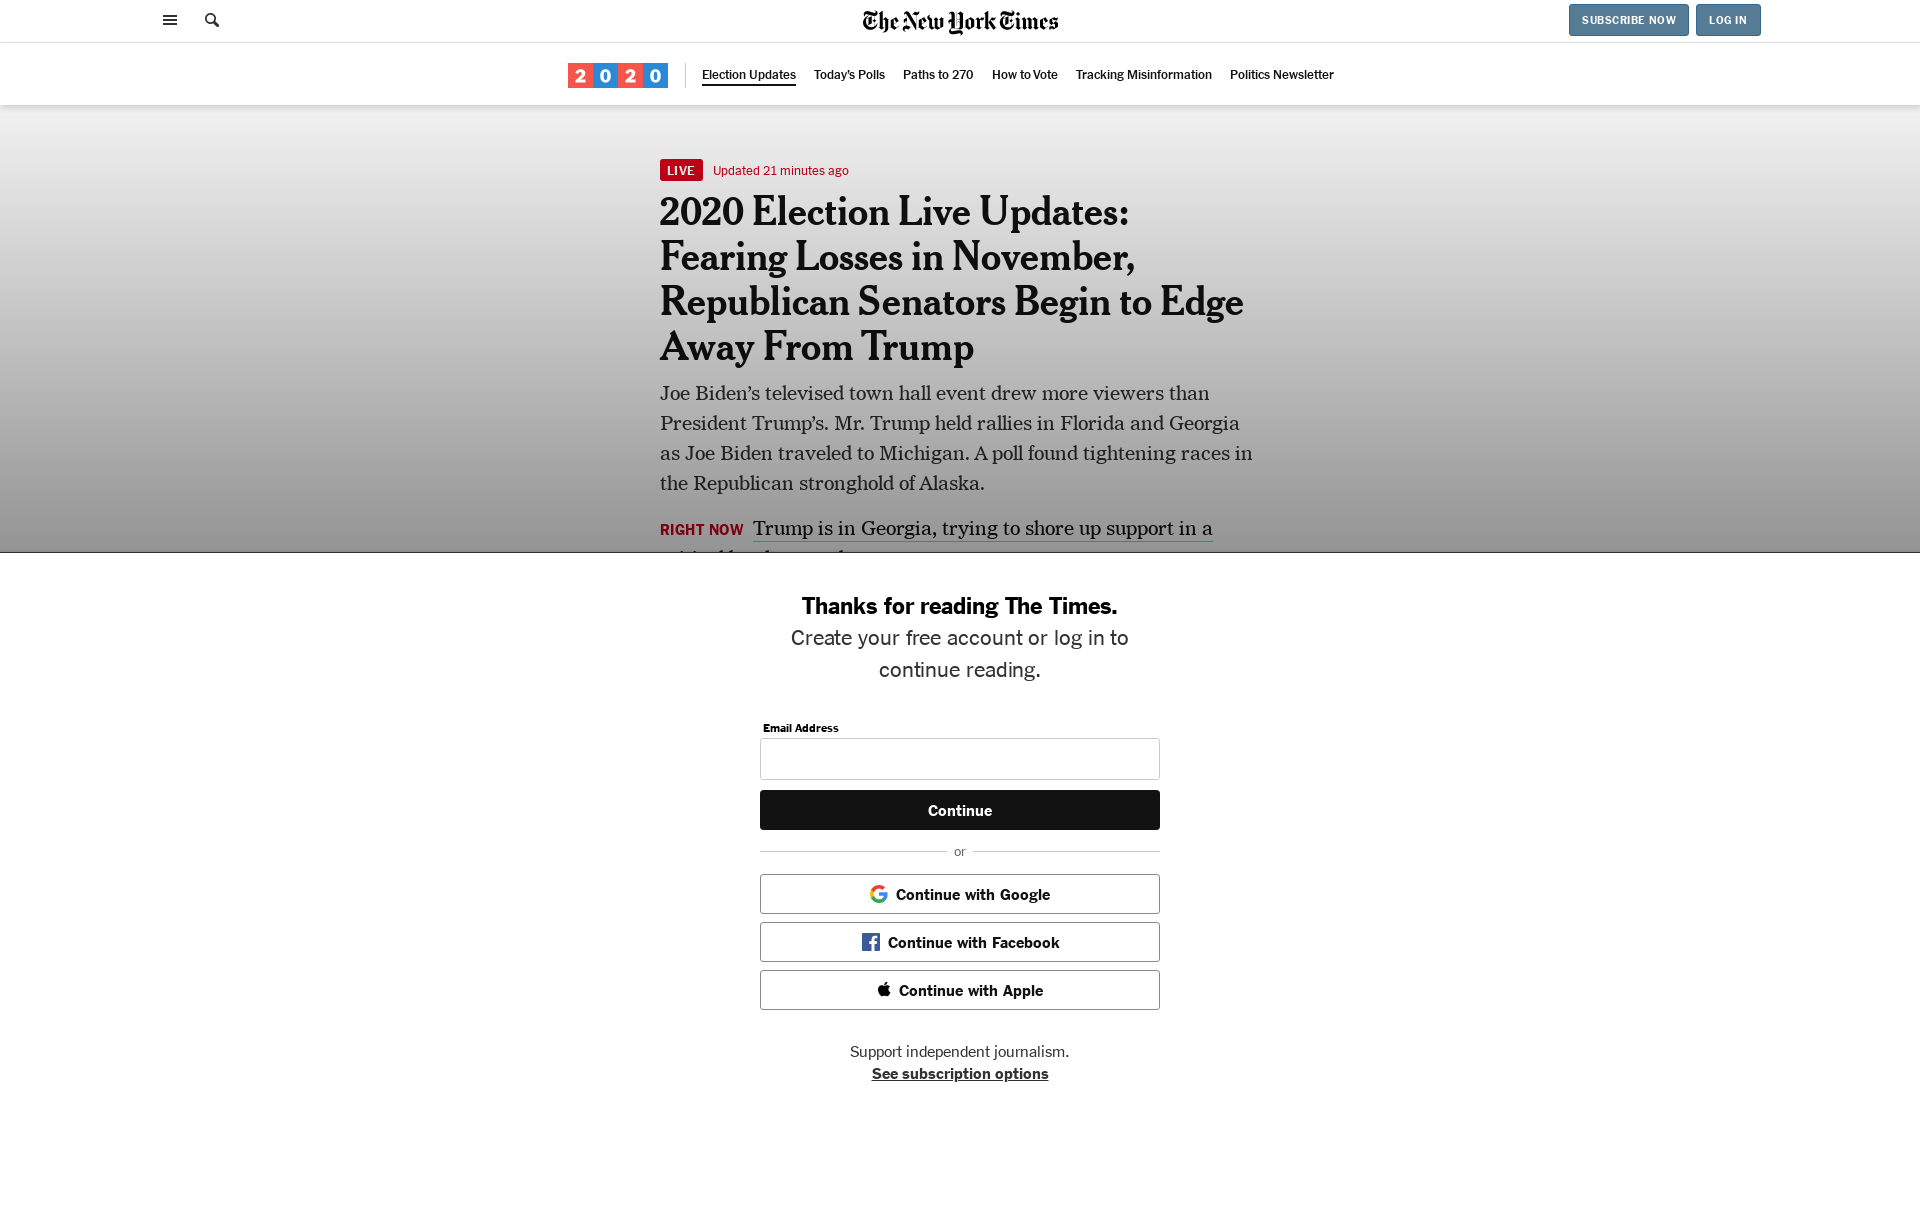 The New York Times
SUBSCRIBE NOW
LOG IN
2020
Election Updates
Today's Polls
Paths to 270
How to Vote
Tracking Misinformation
Politics Newsletter
LIVE Updated 21 minutes ago
2020 Election Live Updates:
Fearing Losses in November,
Republican Senators Begin to Edge
Away From Trump
Joe Biden’s televised town hall event drew more viewers than
President Trump’s. Mr. Trump held rallies in Florida and Georgia
as Joe Biden traveled to Michigan. A poll found tightening races in
the Republican stronghold of Alaska.
RIGHT NOW Trump is in Georgia, trying to shore up support in a
Thanks for reading The Times.
Create your free account or log in to
continue reading.
Email Address
Continue
or
Continue with Google
Continue with Facebook
Continue with Apple
Support independent journalism.
See subscription options